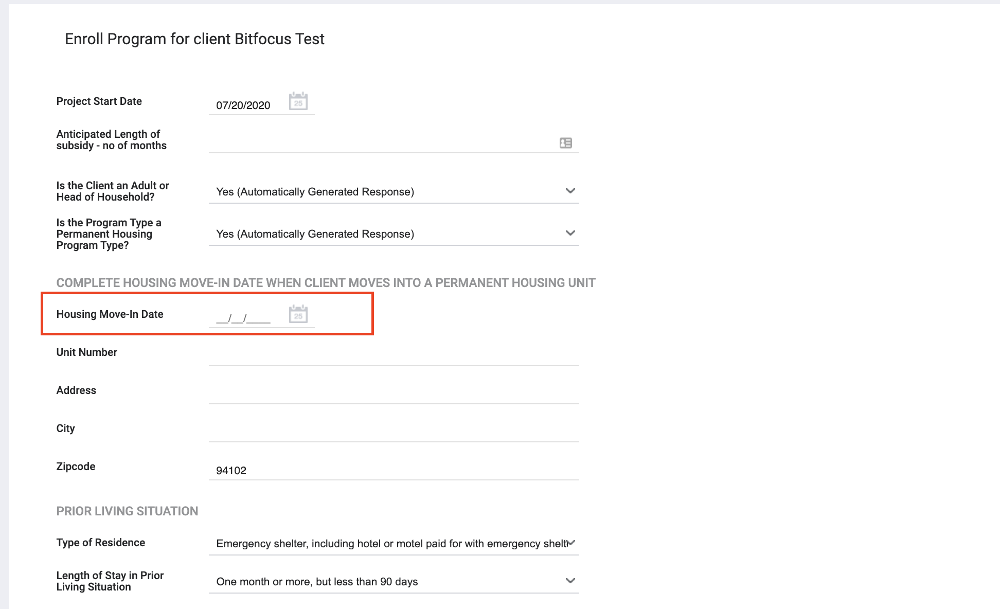 Enroll Program for client Bitfocus Test
Project Start Date
07/20/2020
25
Anticipated Length of
subsidy - no of months
Is the Client an Adult or
Head of Household?
Yes (Automatically Generated Response)
Is the Program Type a
Permanent Housing
Program Type?
Yes (Automatically Generated Response)
COMPLETE HOUSING MOVE-IN DATE WHEN CLIENT MOVES INTO A PERMANENT HOUSING UNIT
Housing Move-In Date
__/__/____
25
Unit Number
Address
City
Zipcode
94102
PRIOR LIVING SITUATION
Type of Residence
Emergency shelter, including hotel or motel paid for with emergency shelt
Length of Stay in Prior
Living Situation
One month or more, but less than 90 days